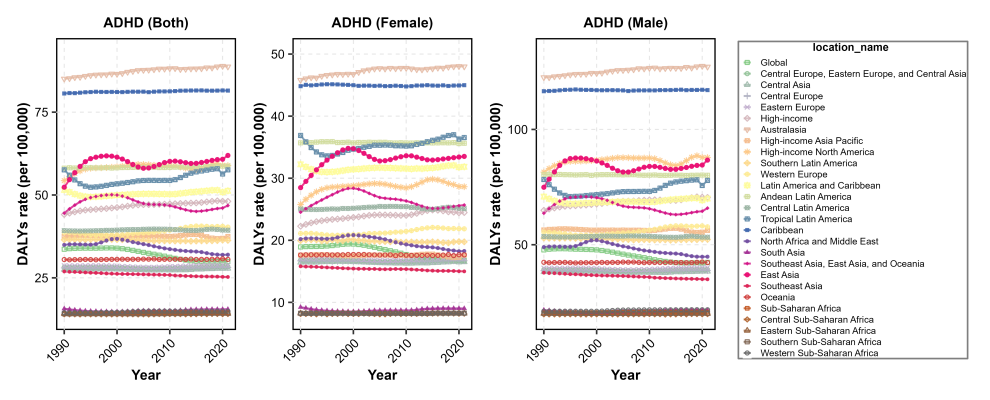 ADHD (Both)
ADHD (Female)
ADHD (Male)
DALYs rate (per 100,000)
75
50
25
1990
2000
2010
2020
Year
DALYs rate (per 100,000)
50
40
30
20
10
1990
2000
2010
2020
Year
DALYs rate (per 100,000)
100
50
1990
2000
2010
2020
Year
location_name
Global
Central Europe, Eastern Europe, and Central Asia
Central Asia
Central Europe
Eastern Europe
High-income
Australasia
High-income Asia Pacific
High-income North America
Southern Latin America
Western Europe
Latin America and Caribbean
Andean Latin America
Central Latin America
Tropical Latin America
Caribbean
North Africa and Middle East
South Asia
Southeast Asia, East Asia, and Oceania
East Asia
Southeast Asia
Oceania
Sub-Saharan Africa
Central Sub-Saharan Africa
Eastern Sub-Saharan Africa
Southern Sub-Saharan Africa
Western Sub-Saharan Africa